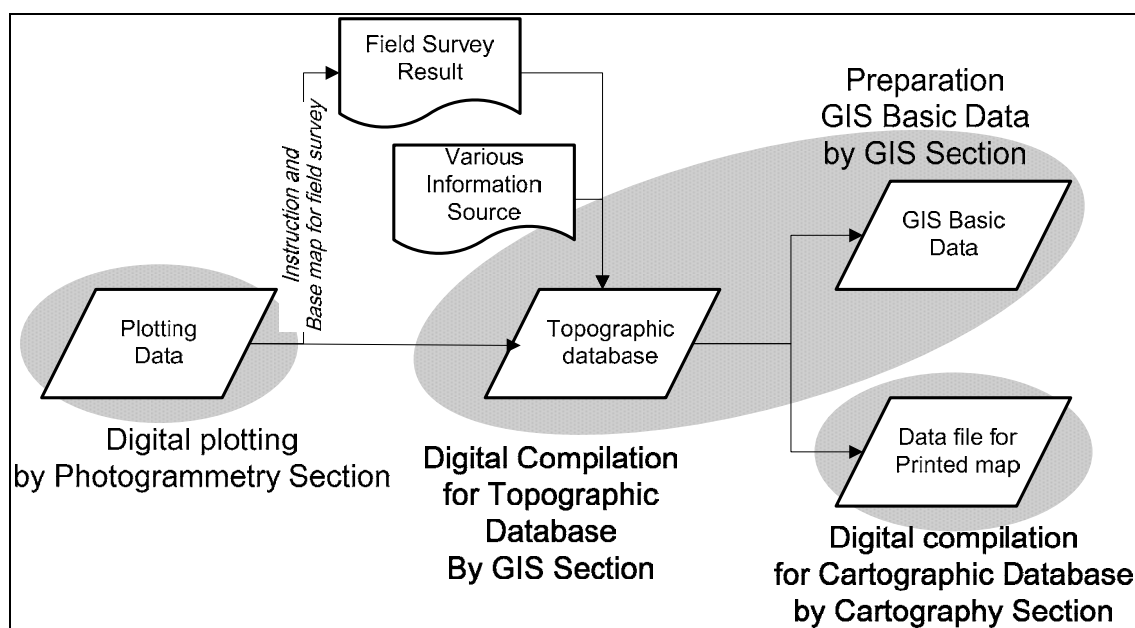 Field Survey
Result
Instruction and
Base map for field survey
Various
Information
Source
Preparation
GIS Basic Data
by GIS Section
GIS Basic
Data
Plotting
Data
Topographic
database
Digital plotting
by Photogrammetry Section
Digital Compilation
for Topographic
Database
By GIS Section
Data file for
Printed map
Digital compilation
for Cartographic Database
by Cartography Section